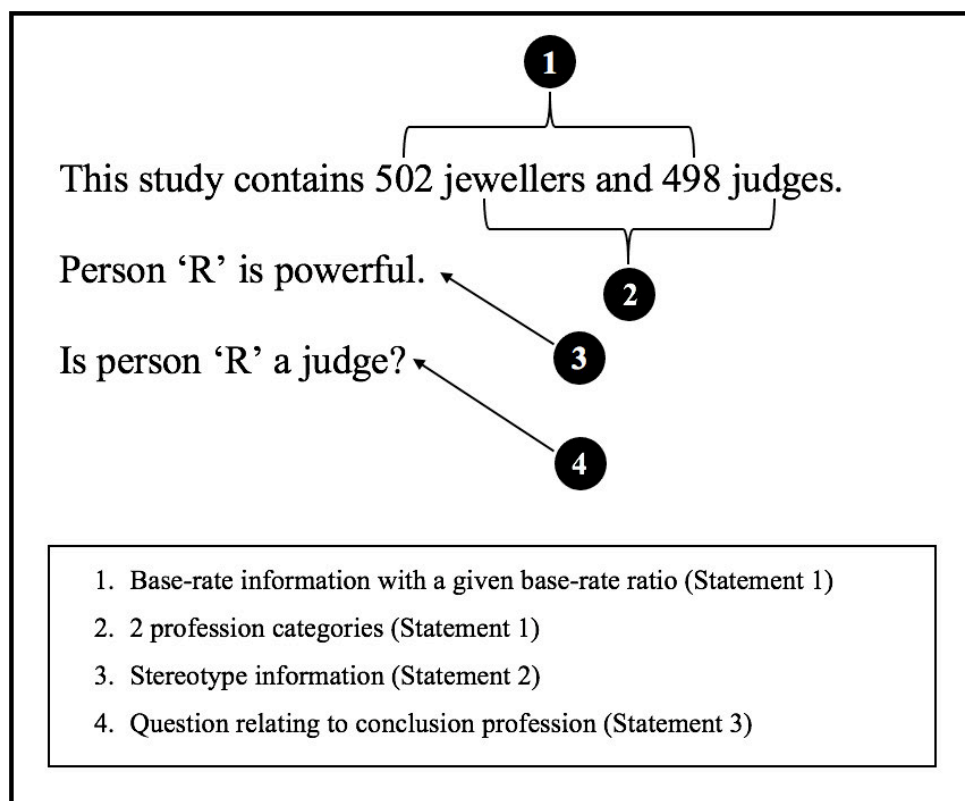 1
This study contains 502 jewellers and 498 judges.
Person ‘R’ is powerful.
2
Is person ‘R’ a judge?
3
4
1. Base-rate information with a given base-rate ratio (Statement 1)
2. 2 profession categories (Statement 1)
3. Stereotype information (Statement 2)
4. Question relating to conclusion profession (Statement 3)